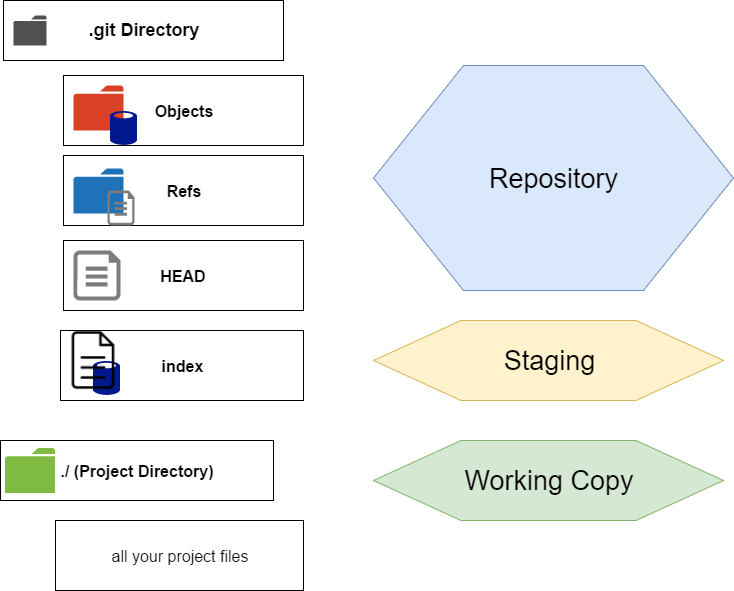 .git Directory
Objects
Refs
HEAD
index
./ (Project Directory)
all your project files
Repository
Staging
Working Copy